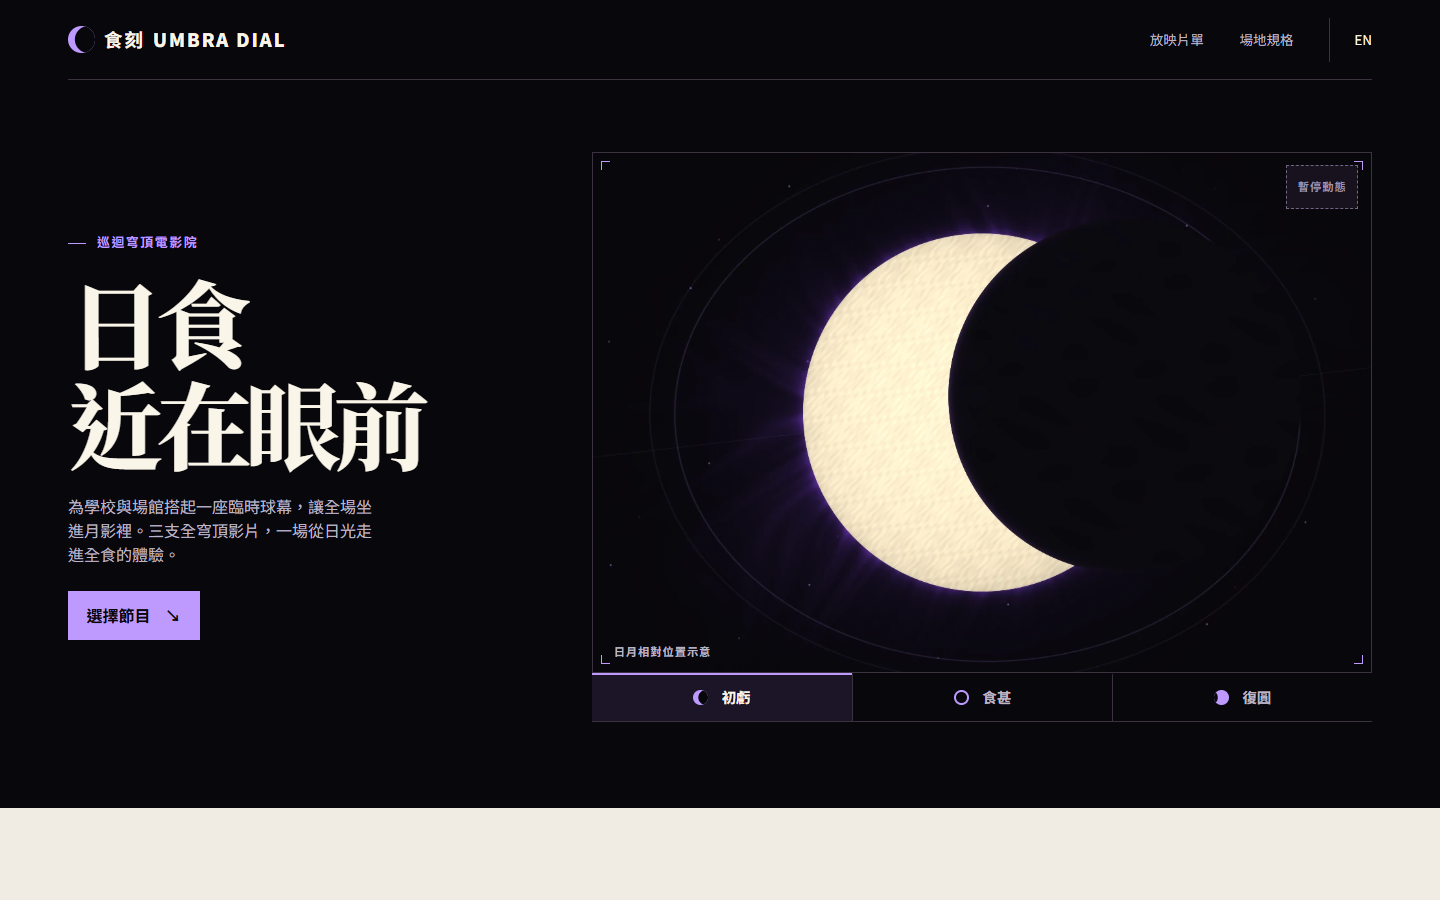 食刻 UMBRA DIAL
放映片單
場地規格
EN
巡迴穹頂電影院
日食
近在眼前
為學校與場館搭起一座臨時球幕，讓全場坐
進月影裡。三支全穹頂影片，一場從日光走
進全食的體驗。
選擇節目 ↘
暫停動態
日月相對位置示意
初虧
食甚
復圓